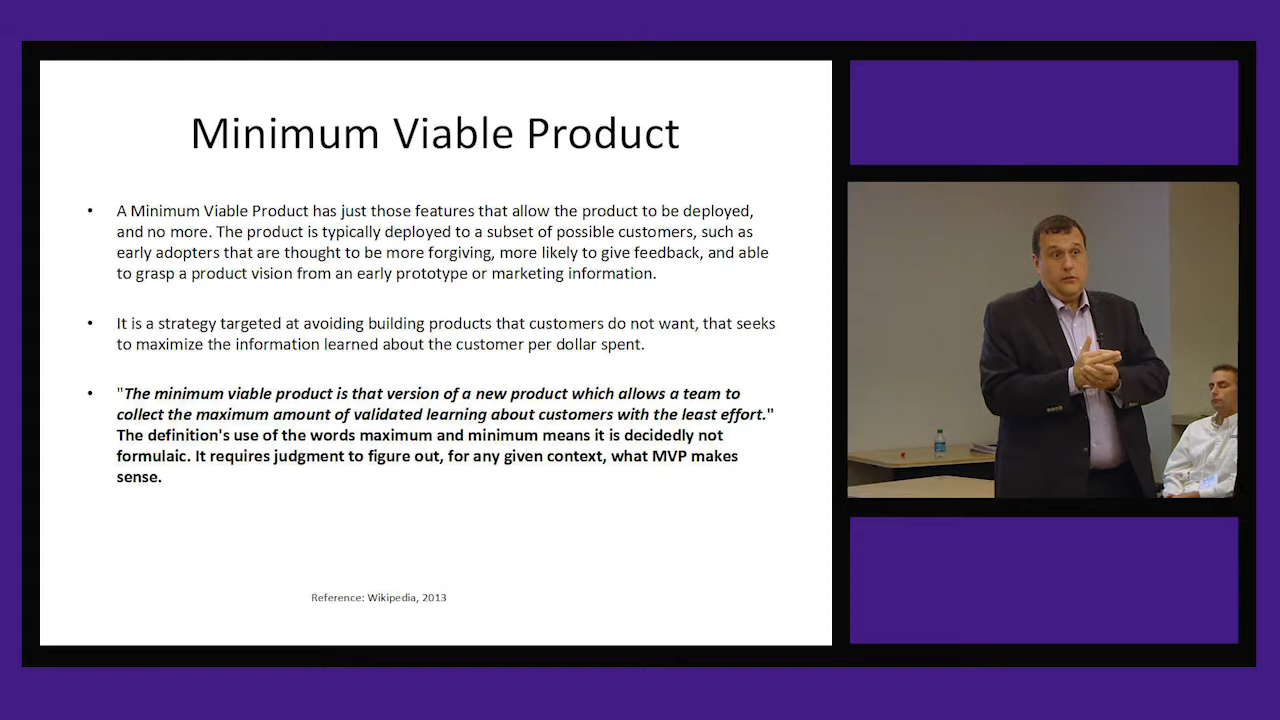 Minimum Viable Product
• A Minimum Viable Product has just those features that allow the product to be deployed,
and no more. The product is typically deployed to a subset of possible customers, such as
early adopters that are thought to be more forgiving, more likely to give feedback, and able
to grasp a product vision from an early prototype or marketing information.
• It is a strategy targeted at avoiding building products that customers do not want, that seeks
to maximize the information learned about the customer per dollar spent.
• "The minimum viable product is that version of a new product which allows a team to
collect the maximum amount of validated learning about customers with the least effort."
The definition's use of the words maximum and minimum means it is decidedly not
formulaic. It requires judgment to figure out, for any given context, what MVP makes
sense.
Reference: Wikipedia, 2013